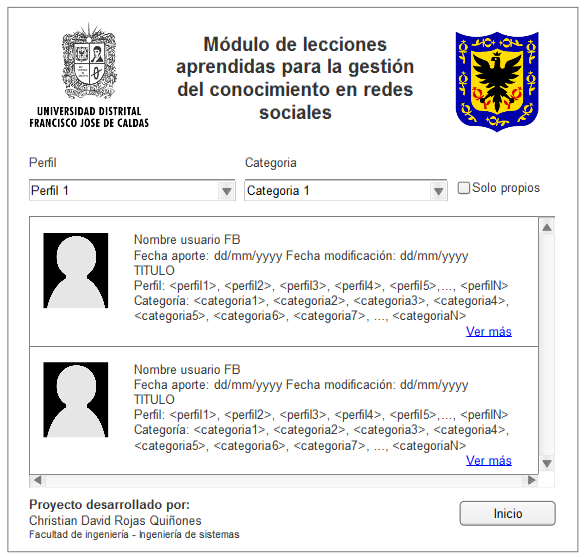 Módulo de lecciones
aprendidas para la gestión
del conocimiento en redes
sociales
UNIVERSIDAD DISTRITAL
FRANCISCO JOSE DE CALDAS
Perfil
Categoria
Perfil 1
Categoria 1
Solo propios
Nombre usuario FB
Fecha aporte: dd/mm/yyyy Fecha modificación: dd/mm/yyyy
TITULO
Perfil: <perfil1>, <perfil2>, <perfil3>, <perfil4>, <perfil5>,..., <perfilN>
Categoría: <categoria1>, <categoria2>, <categoria3>, <categoria4>,
<categoria5>, <categoria6>, <categoria7>, ..., <categoriaN>
Ver más
Nombre usuario FB
Fecha aporte: dd/mm/yyyy Fecha modificación: dd/mm/yyyy
TITULO
Perfil: <perfil1>, <perfil2>, <perfil3>, <perfil4>, <perfil5>,..., <perfilN>
Categoría: <categoria1>, <categoria2>, <categoria3>, <categoria4>,
<categoria5>, <categoria6>, <categoria7>, ..., <categoriaN>
Ver más
Proyecto desarrollado por:
Christian David Rojas Quiñones
Facultad de ingeniería - Ingeniería de sistemas
Inicio